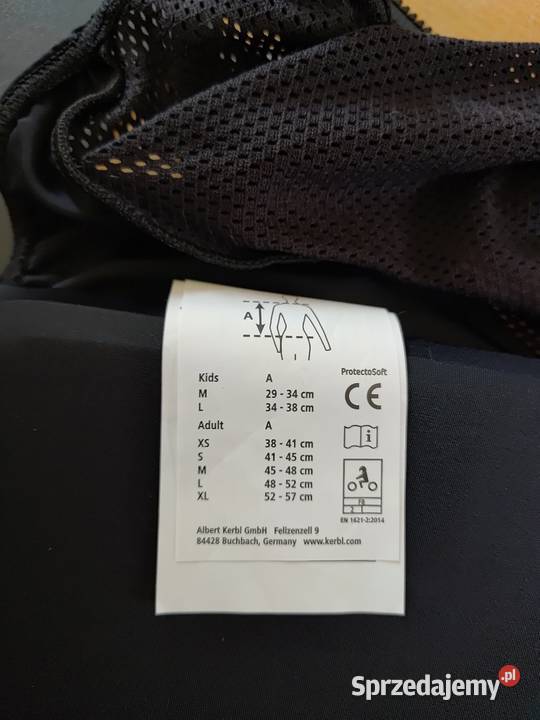 A
ProtectoSoft
Kids A
M 29 - 34 cm
L 34 - 38 cm
CE
Adult A
XS 38 - 41 cm
S 41 - 45 cm
M 45 - 48 cm
L 48 - 52 cm
XL 52 - 57 cm
i
FB
2
EN 1621-2:2014
Albert Kerbl GmbH Felizenzell 9
84428 Buchbach, Germany www.kerbl.com
Sprzedajemy.pl